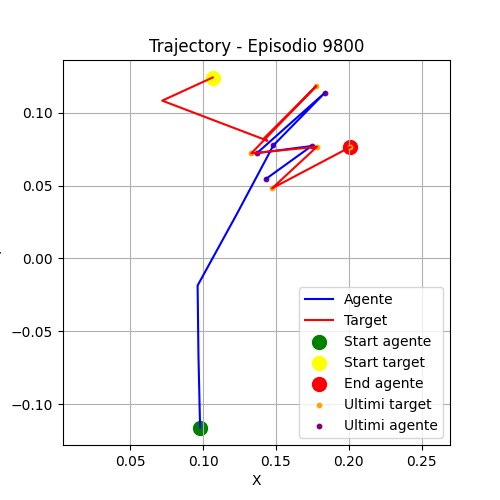 Trajectory - Episodio 9800
0.10
0.05
0.00
−0.05
−0.10
Agente
Target
Start agente
Start target
End agente
Ultimi target
Ultimi agente
0.05 0.10 0.15 0.20 0.25
X